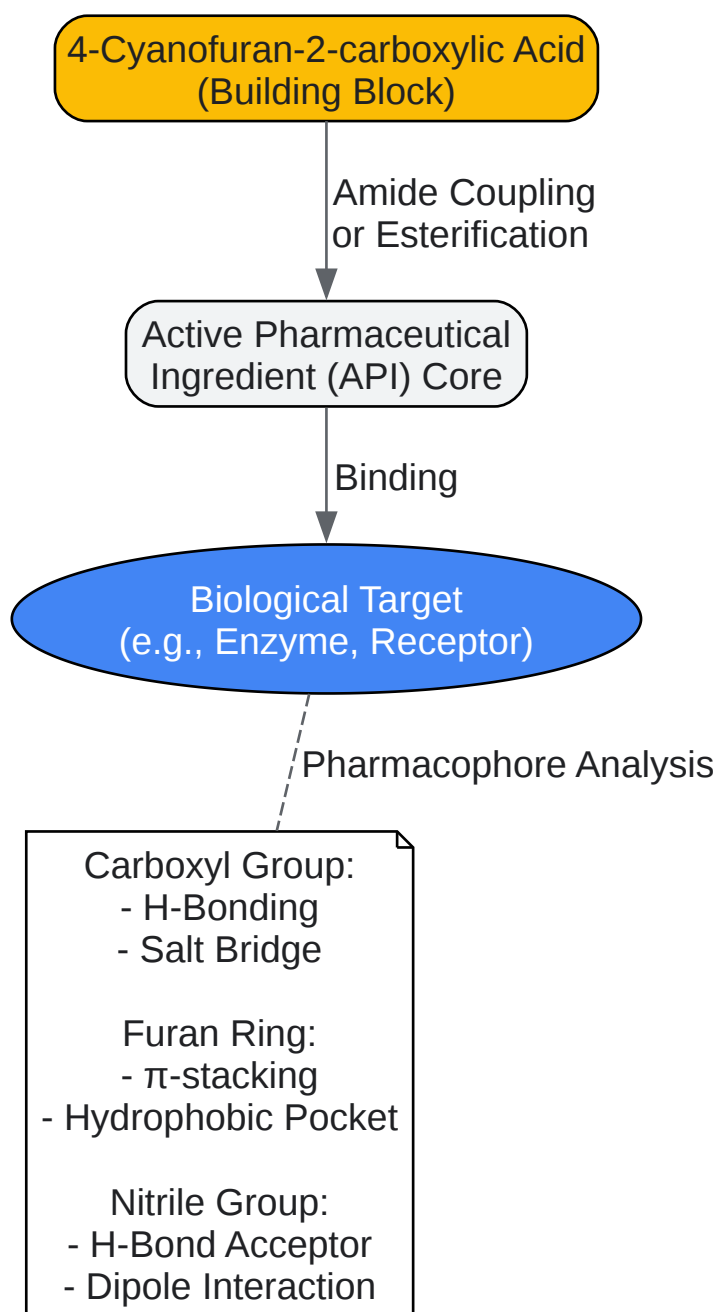 4-Cyanofuran-2-carboxylic Acid
(Building Block)
Amide Coupling
or Esterification
Active Pharmaceutical
Ingredient (API) Core
Binding
Biological Target
(e.g., Enzyme, Receptor)
Pharmacophore Analysis
Carboxyl Group:
- H-Bonding
- Salt Bridge
Furan Ring:
- π-stacking
- Hydrophobic Pocket
Nitrile Group:
- H-Bond Acceptor
- Dipole Interaction